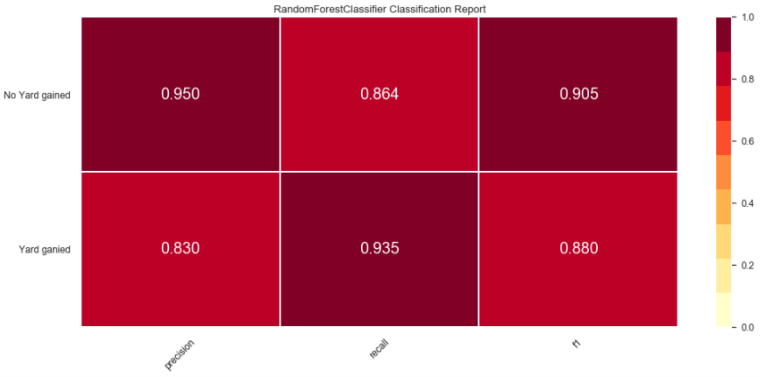 RandomForestClassifier Classification Report
No Yard gained
0.950
0.864
0.905
Yard ganied
0.830
0.935
0.880
precision
recall
f1
1.0
0.8
0.6
0.4
0.2
0.0